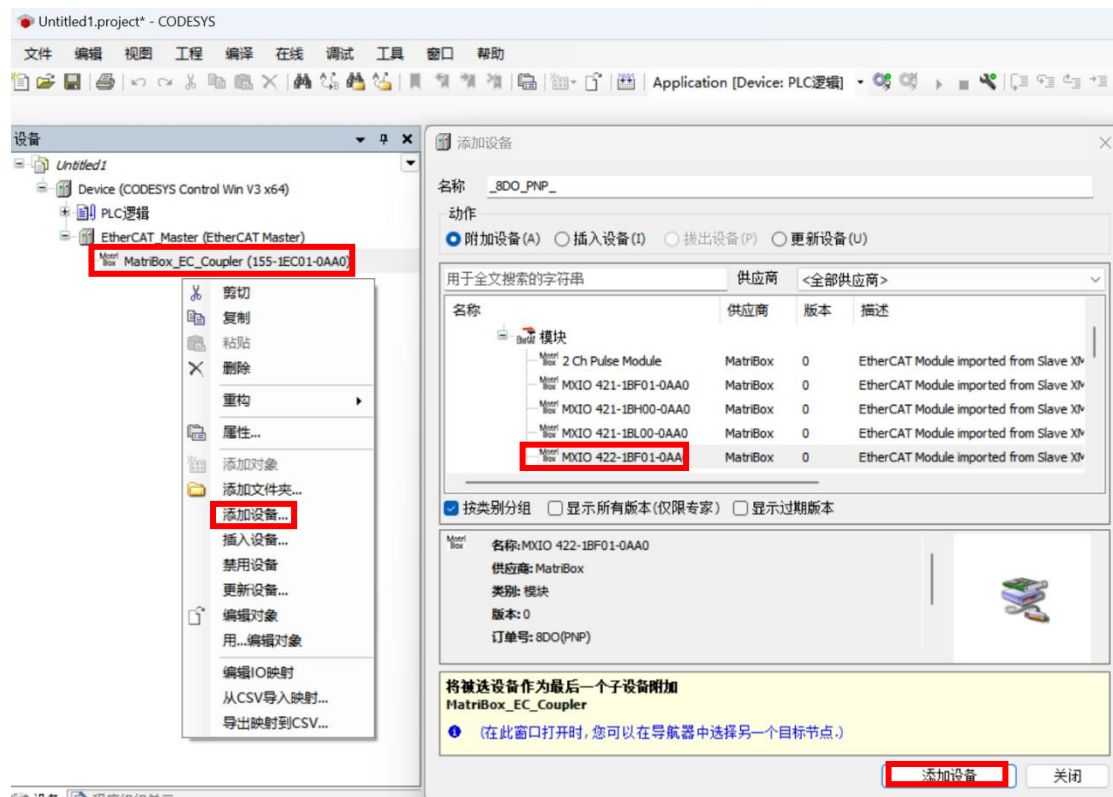 Untitled1.project* - CODESYS
文件 编辑 视图 工程 编译 在线 调试 工具 窗口 帮助
Application [Device: PLC逻辑]
设备
Untitled1
Device (CODESYS Control Win V3 x64)
PLC逻辑
EtherCAT_Master (EtherCAT Master)
MatriBox_EC_Coupler (155-1EC01-0AA0)
剪切
复制
粘贴
删除
重构
属性...
添加对象
添加文件夹...
添加设备...
插入设备...
禁用设备
更新设备...
编辑对象
用...编辑对象
编辑IO映射
从CSV导入映射...
导出映射到CSV...
添加设备
名称 _8DO_PNP_
动作
附加设备(A) 插入设备(I) 拔出设备(P) 更新设备(U)
用于全文搜索的字符串 供应商 <全部供应商>
名称 供应商 版本 描述
模块
2 Ch Pulse Module MatriBox 0 EtherCAT Module imported from Slave XM
MXIO 421-1BF01-0AA0 MatriBox 0 EtherCAT Module imported from Slave XM
MXIO 421-1BH00-0AA0 MatriBox 0 EtherCAT Module imported from Slave XM
MXIO 421-1BL00-0AA0 MatriBox 0 EtherCAT Module imported from Slave XM
MXIO 422-1BF01-0AA MatriBox 0 EtherCAT Module imported from Slave XM
按类别分组 显示所有版本(仅限专家) 显示过期版本
名称:MXIO 422-1BF01-0AA0
供应商: MatriBox
类别: 模块
版本: 0
订单号: 8DO(PNP)
将被选设备作为最后一个子设备附加
MatriBox_EC_Coupler
(在此窗口打开时,您可以在导航器中选择另一个目标节点.)
添加设备 关闭